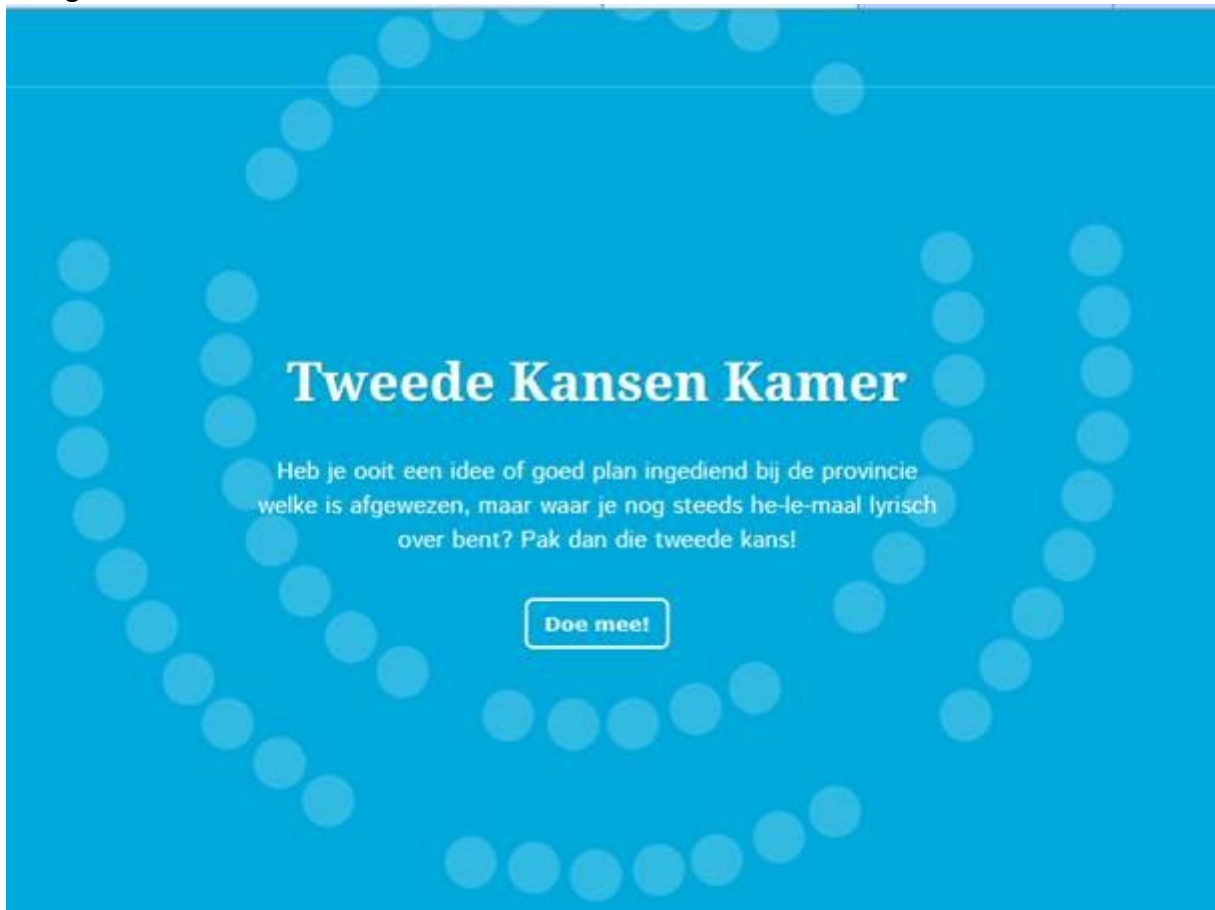 Tweede Kansen Kamer
Heb je ooit een idee of goed plan ingediend bij de provincie
welke is afgewezen, maar waar je nog steeds he-le-maal lyrisch
over bent? Pak dan die tweede kans!
Doe mee!